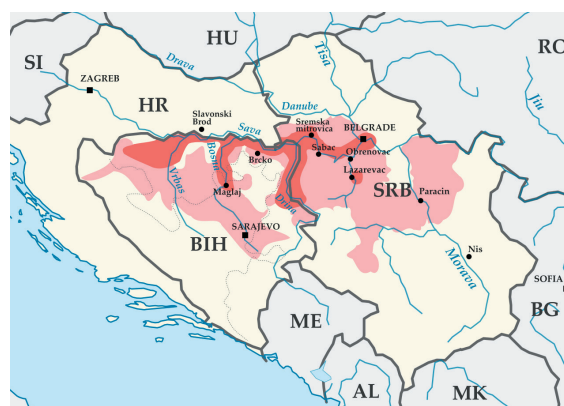 HU
SI
Drava
Tisa
RO
ZAGREB
Jiu
HR
Danube
Slavonski
Brod
Sava
Sremska
mitrovica
BELGRADE
Bosna
Brcko
Sabac
Obrenovac
Vrbas
Lazarevac
SRB
Maglaj
Paracin
Drina
SARAJEVO
BIH
Nis
Morava
SOFIA
ME
BG
AL
MK